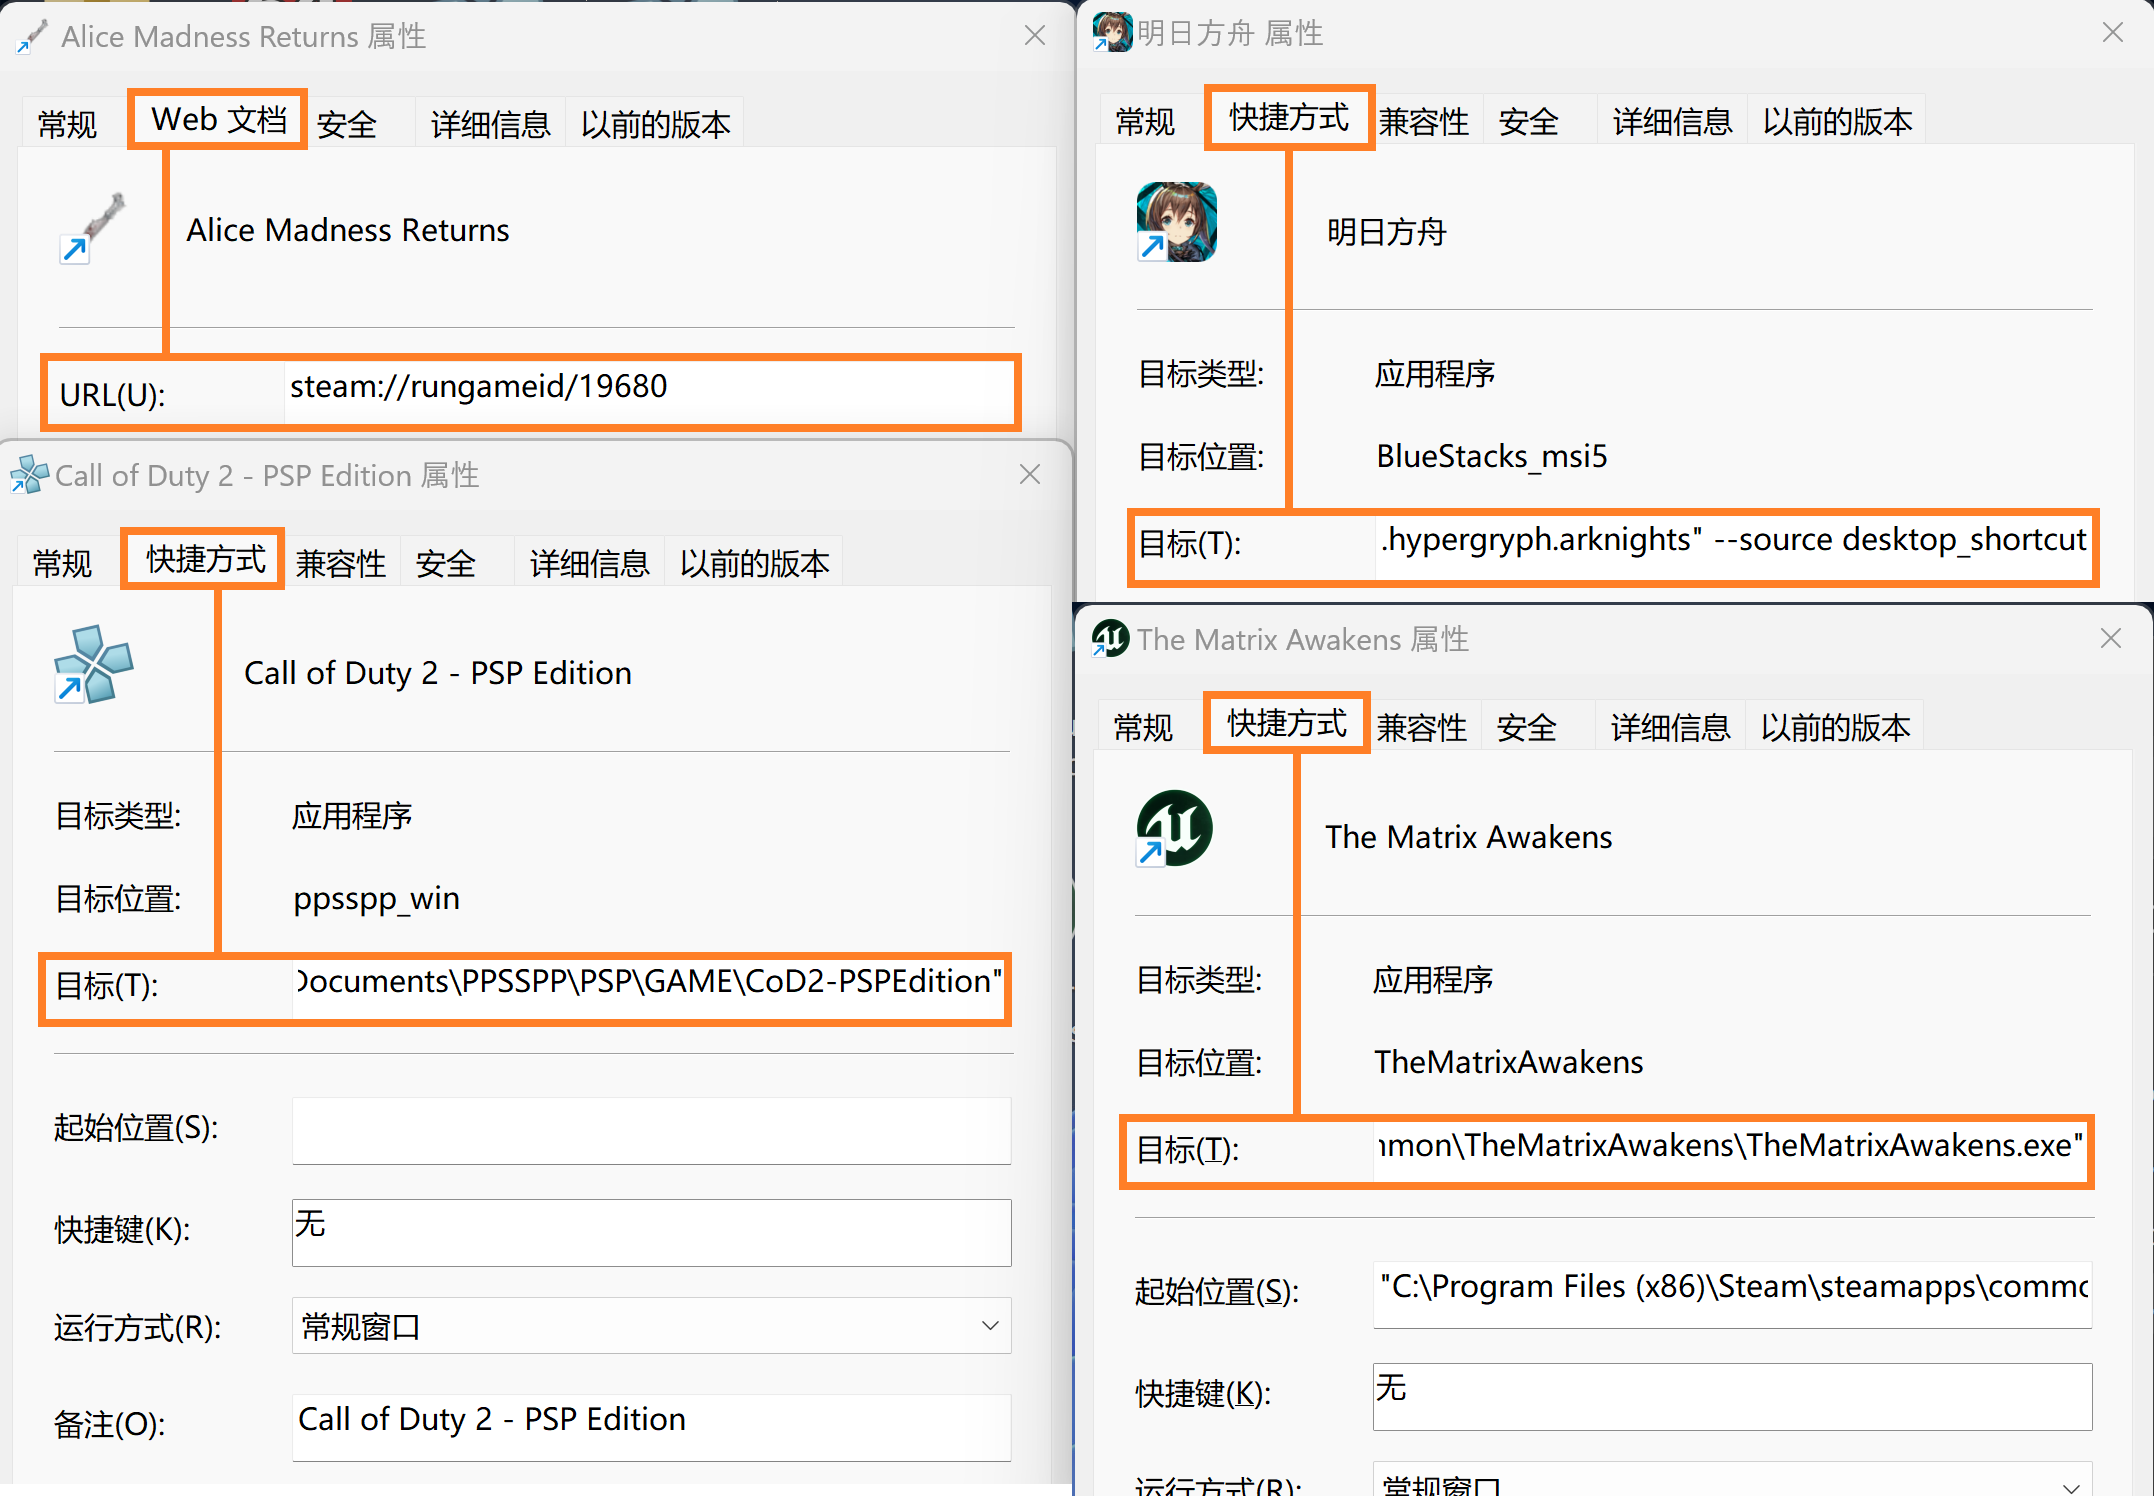 Alice Madness Returns 属性
常规 Web 文档 安全 详细信息 以前的版本
Alice Madness Returns
URL(U): steam://rungameid/19680
Call of Duty 2 - PSP Edition 属性
常规 快捷方式 兼容性 安全 详细信息 以前的版本
Call of Duty 2 - PSP Edition
目标类型: 应用程序
目标位置: ppsspp_win
目标(T): Documents\PPSSPP\PSP\GAME\CoD2-PSPEdition"
起始位置(S):
快捷键(K): 无
运行方式(R): 常规窗口
备注(O): Call of Duty 2 - PSP Edition
明日方舟 属性
常规 快捷方式 兼容性 安全 详细信息 以前的版本
明日方舟
目标类型: 应用程序
目标位置: BlueStacks_msi5
目标(T): .hypergryph.arknights" --source desktop_shortcut
The Matrix Awakens 属性
常规 快捷方式 兼容性 安全 详细信息 以前的版本
The Matrix Awakens
目标类型: 应用程序
目标位置: TheMatrixAwakens
目标(T): mmon\TheMatrixAwakens\TheMatrixAwakens.exe"
起始位置(S): "C:\Program Files (x86)\Steam\steamapps\commo
快捷键(K): 无
运行方式(R): 常规窗口